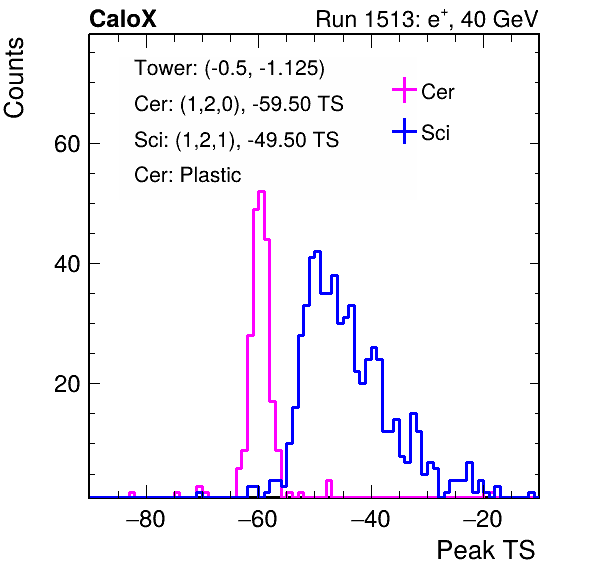 CaloX Run 1513: e⁺, 40 GeV
Counts
Tower: (-0.5, -1.125)
Cer: (1,2,0), -59.50 TS
Sci: (1,2,1), -49.50 TS
Cer: Plastic
Cer
Sci
60
40
20
−80 −60 −40 −20
Peak TS